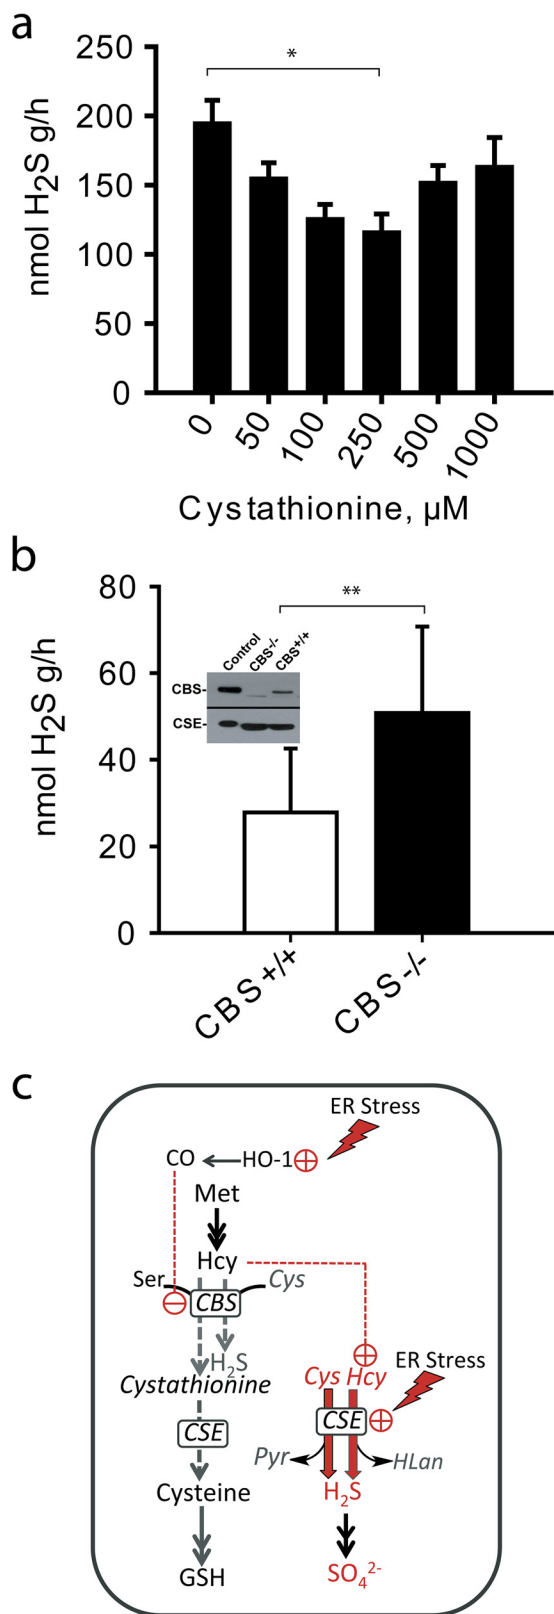 a
nmol H2S g/h
250
200
150
100
50
0
*
0 50 100 250 500 1000
Cystathionine, µM
b
nmol H2S g/h
80
60
40
20
0
**
Control CBS-/- CBS+/+
CBS-
CSE-
CBS+/+ CBS-/-
c
ER Stress
CO HO-1 +
Met
Hcy
Ser CBS Cys
−
H2S
Cystathionine
+
Cys Hcy
ER Stress
CSE
CSE +
Pyr HLan
Cysteine
H2S
GSH
SO4 2-